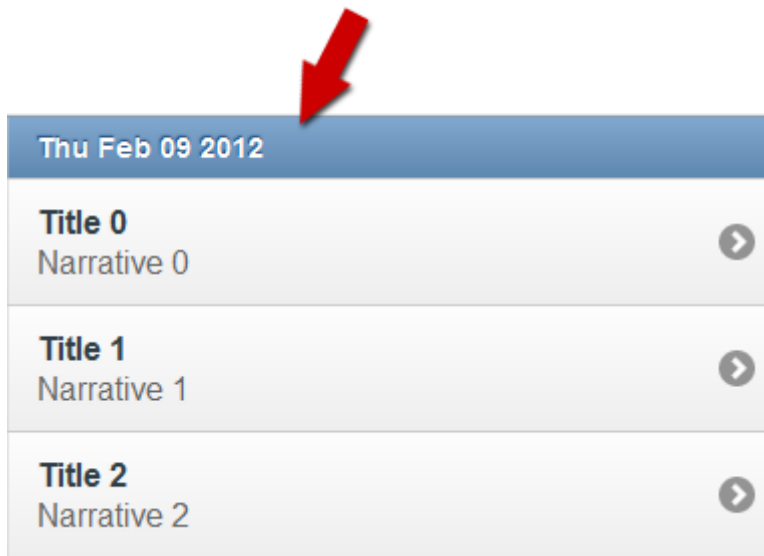 Thu Feb 09 2012
Title 0
Narrative 0
Title 1
Narrative 1
Title 2
Narrative 2